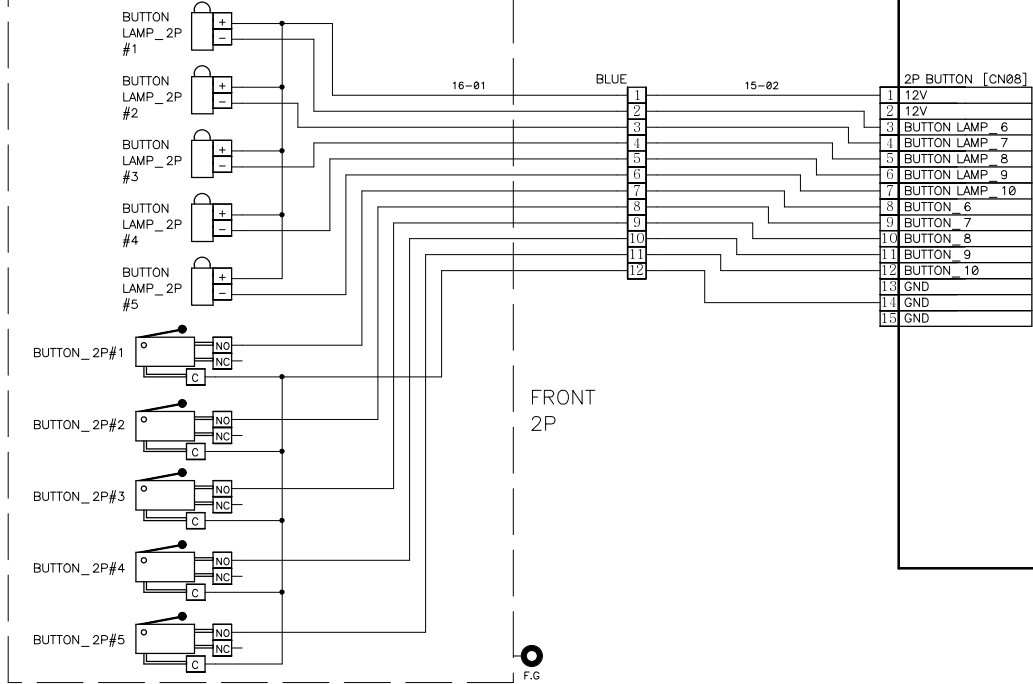 BUTTON
LAMP_2P
#1
+
−
BUTTON
LAMP_2P
#2
+
−
BUTTON
LAMP_2P
#3
+
−
BUTTON
LAMP_2P
#4
+
−
BUTTON
LAMP_2P
#5
+
−
BUTTON_2P#1
NO
NC
C
BUTTON_2P#2
NO
NC
C
BUTTON_2P#3
NO
NC
C
BUTTON_2P#4
NO
NC
C
BUTTON_2P#5
NO
NC
C
16-01
BLUE
1
2
3
4
5
6
7
8
9
10
11
12
15-02
2P BUTTON [CN08]
1 12V
2 12V
3 BUTTON LAMP_6
4 BUTTON LAMP_7
5 BUTTON LAMP_8
6 BUTTON LAMP_9
7 BUTTON LAMP_10
8 BUTTON_6
9 BUTTON_7
10 BUTTON_8
11 BUTTON_9
12 BUTTON_10
13 GND
14 GND
15 GND
FRONT
2P
F.G